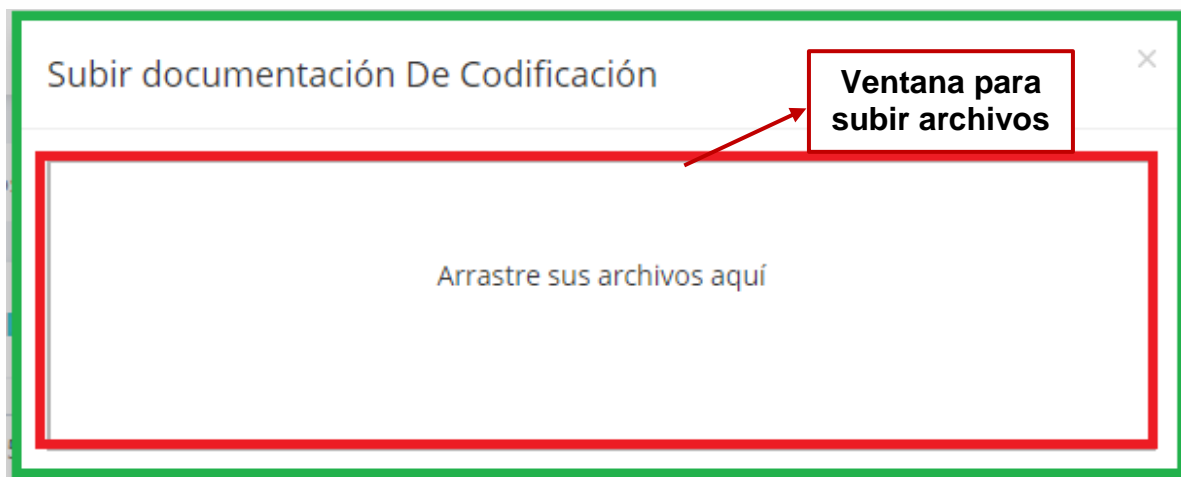 Subir documentación De Codificación
×
Ventana para
subir archivos
Arrastre sus archivos aquí